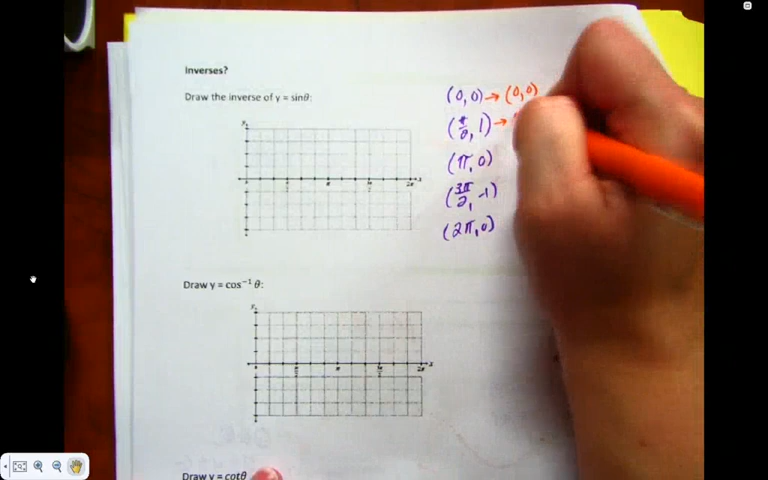 Inverses?
Draw the inverse of y = sinθ:
(0,0) → (0,0)
(π/2, 1) → (
(π, 0)
(3π/2, -1)
(2π, 0)
Draw y = cos⁻¹ θ:
Draw y = cotθ